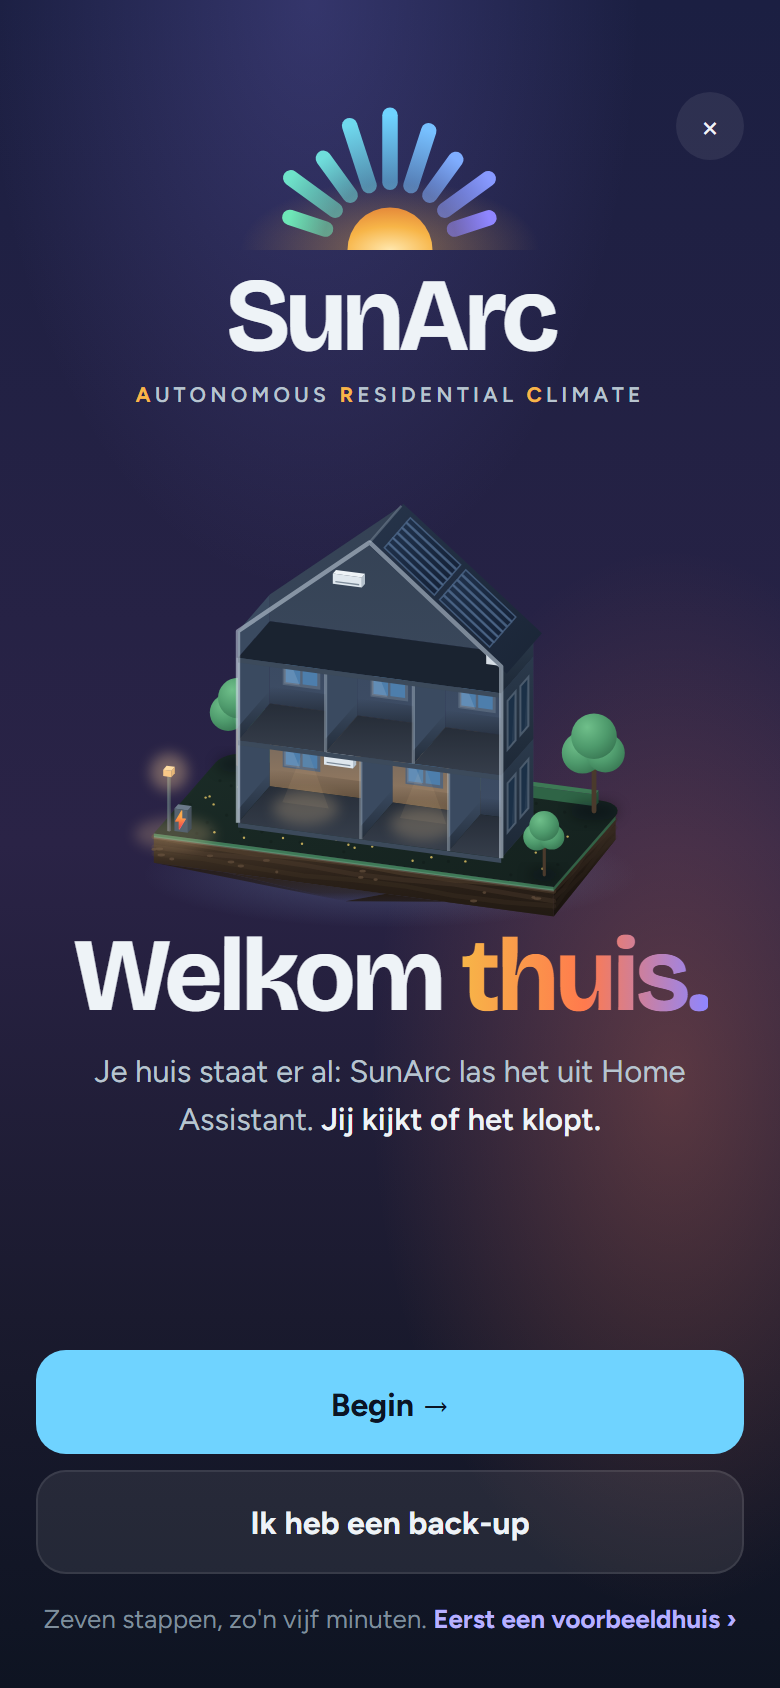 ×
SunArc
AUTONOMOUS RESIDENTIAL CLIMATE
Welkom thuis.
Je huis staat er al: SunArc las het uit Home
Assistant. Jij kijkt of het klopt.
Begin →
Ik heb een back-up
Zeven stappen, zo'n vijf minuten. Eerst een voorbeeldhuis ›